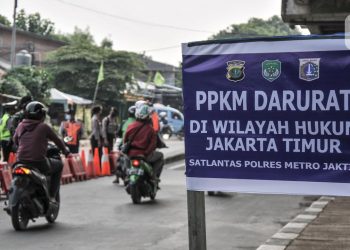 PPKM DARURAT
DI WILAYAH HUKUM
JAKARTA TIMUR
SATLANTAS POLRES METRO JAKT